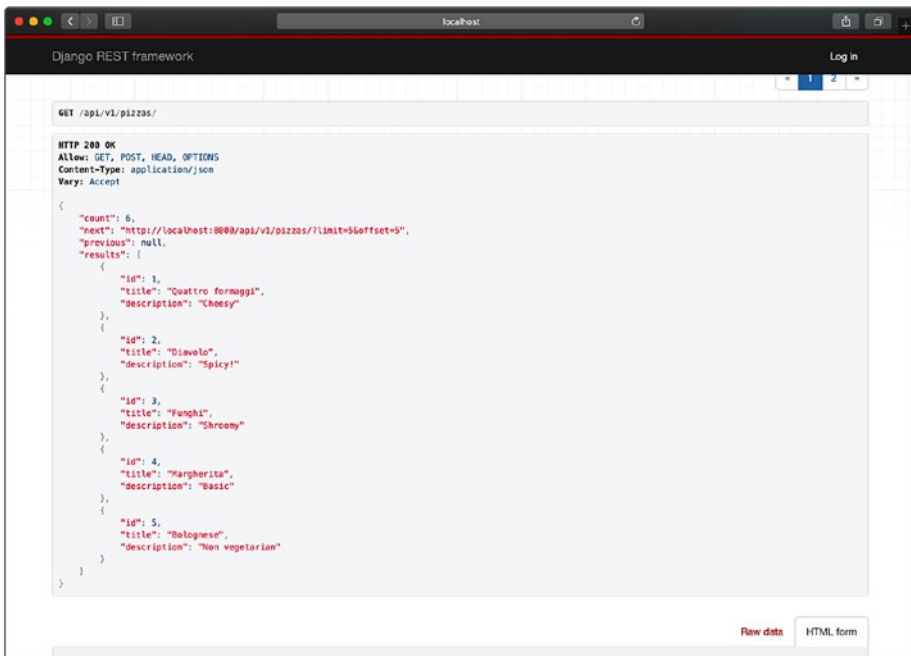 localhost
Django REST framework Log in
« 1 2 »
GET /api/v1/pizzas/
HTTP 200 OK
Allow: GET, POST, HEAD, OPTIONS
Content-Type: application/json
Vary: Accept
{
"count": 6,
"next": "http://localhost:8000/api/v1/pizzas/?limit=5&offset=5",
"previous": null,
"results": [
{
"id": 1,
"title": "Quattro formaggi",
"description": "Cheesy"
},
{
"id": 2,
"title": "Diavolo",
"description": "Spicy!"
},
{
"id": 3,
"title": "Funghi",
"description": "Shroomy"
},
{
"id": 4,
"title": "Margherita",
"description": "Basic"
},
{
"id": 5,
"title": "Bolognese",
"description": "Non vegetarian"
}
]
}
Raw data HTML form